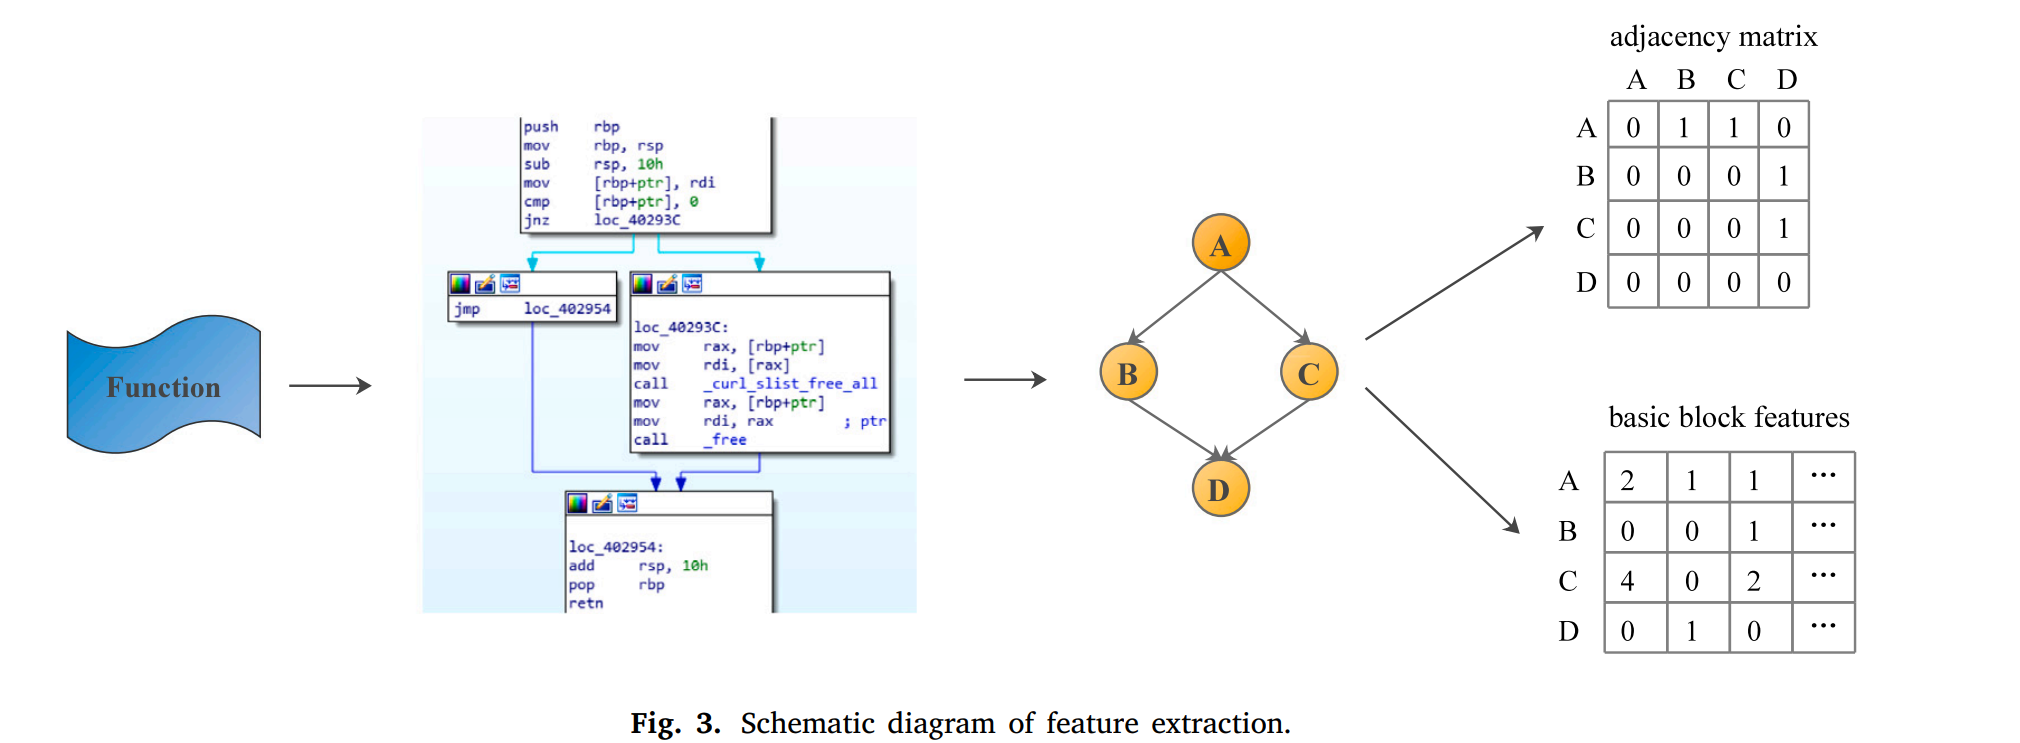 Function
push rbp
mov rbp, rsp
sub rsp, 10h
mov [rbp+ptr], rdi
cmp [rbp+ptr], 0
jnz loc_40293C
jmp loc_402954
loc_40293C:
mov rax, [rbp+ptr]
mov rdi, [rax]
call _curl_slist_free_all
mov rax, [rbp+ptr]
mov rdi, rax ; ptr
call _free
loc_402954:
add rsp, 10h
pop rbp
retn
A
B C
D
adjacency matrix
A B C D
A 0 1 1 0
B 0 0 0 1
C 0 0 0 1
D 0 0 0 0
basic block features
A 2 1 1 ...
B 0 0 1 ...
C 4 0 2 ...
D 0 1 0 ...
Fig. 3. Schematic diagram of feature extraction.